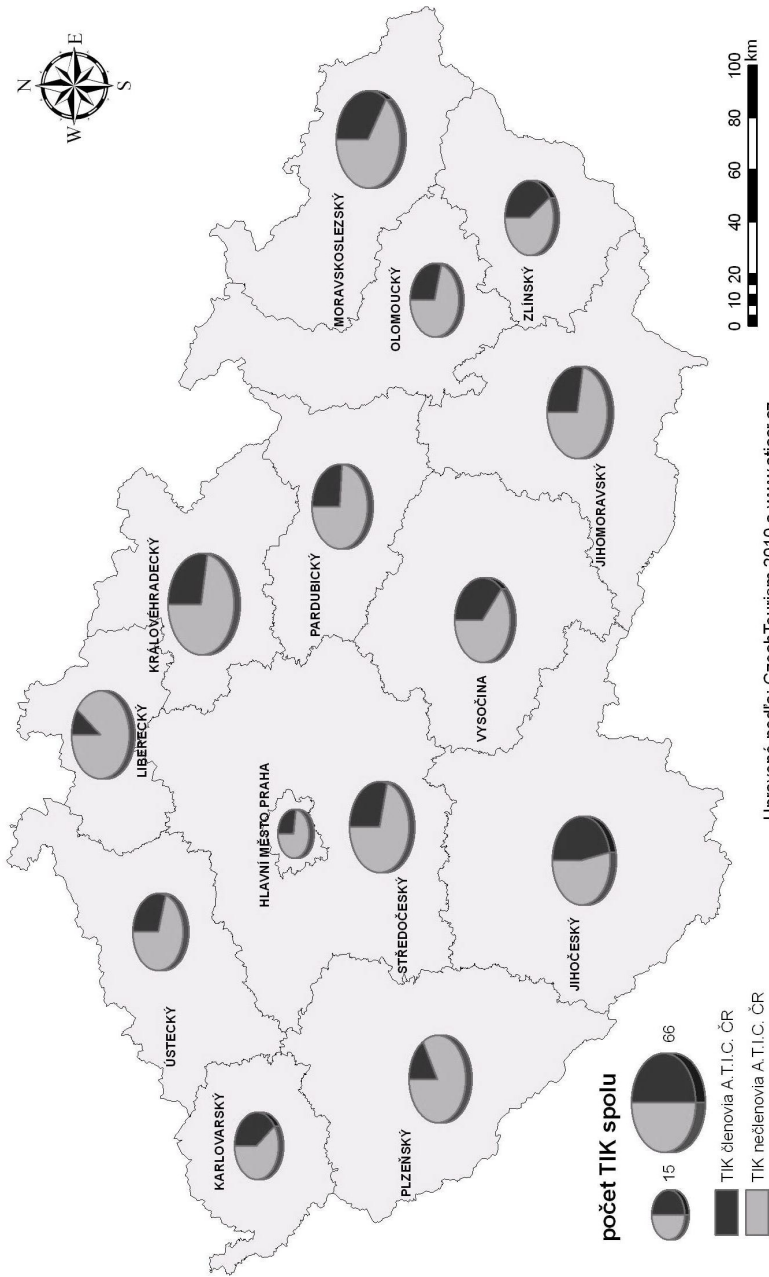 N
W E
S
LIBERECKÝ
ÚSTECKÝ
KRÁLOVÉHRADECKÝ
KARLOVARSKÝ
HLAVNÍ MĚSTO PRAHA
PARDUBICKÝ
MORAVSKOSLEZSKÝ
OLOMOUCKÝ
STŘEDOČESKÝ
PLZEŇSKÝ
VYSOČINA
ZLÍNSKÝ
JIHOČESKÝ
JIHOMORAVSKÝ
počet TIK spolu
15 66
TIK členovia A.T.I.C. ČR
TIK nečlenovia A.T.I.C. ČR
0 10 20 40 60 80 100
km